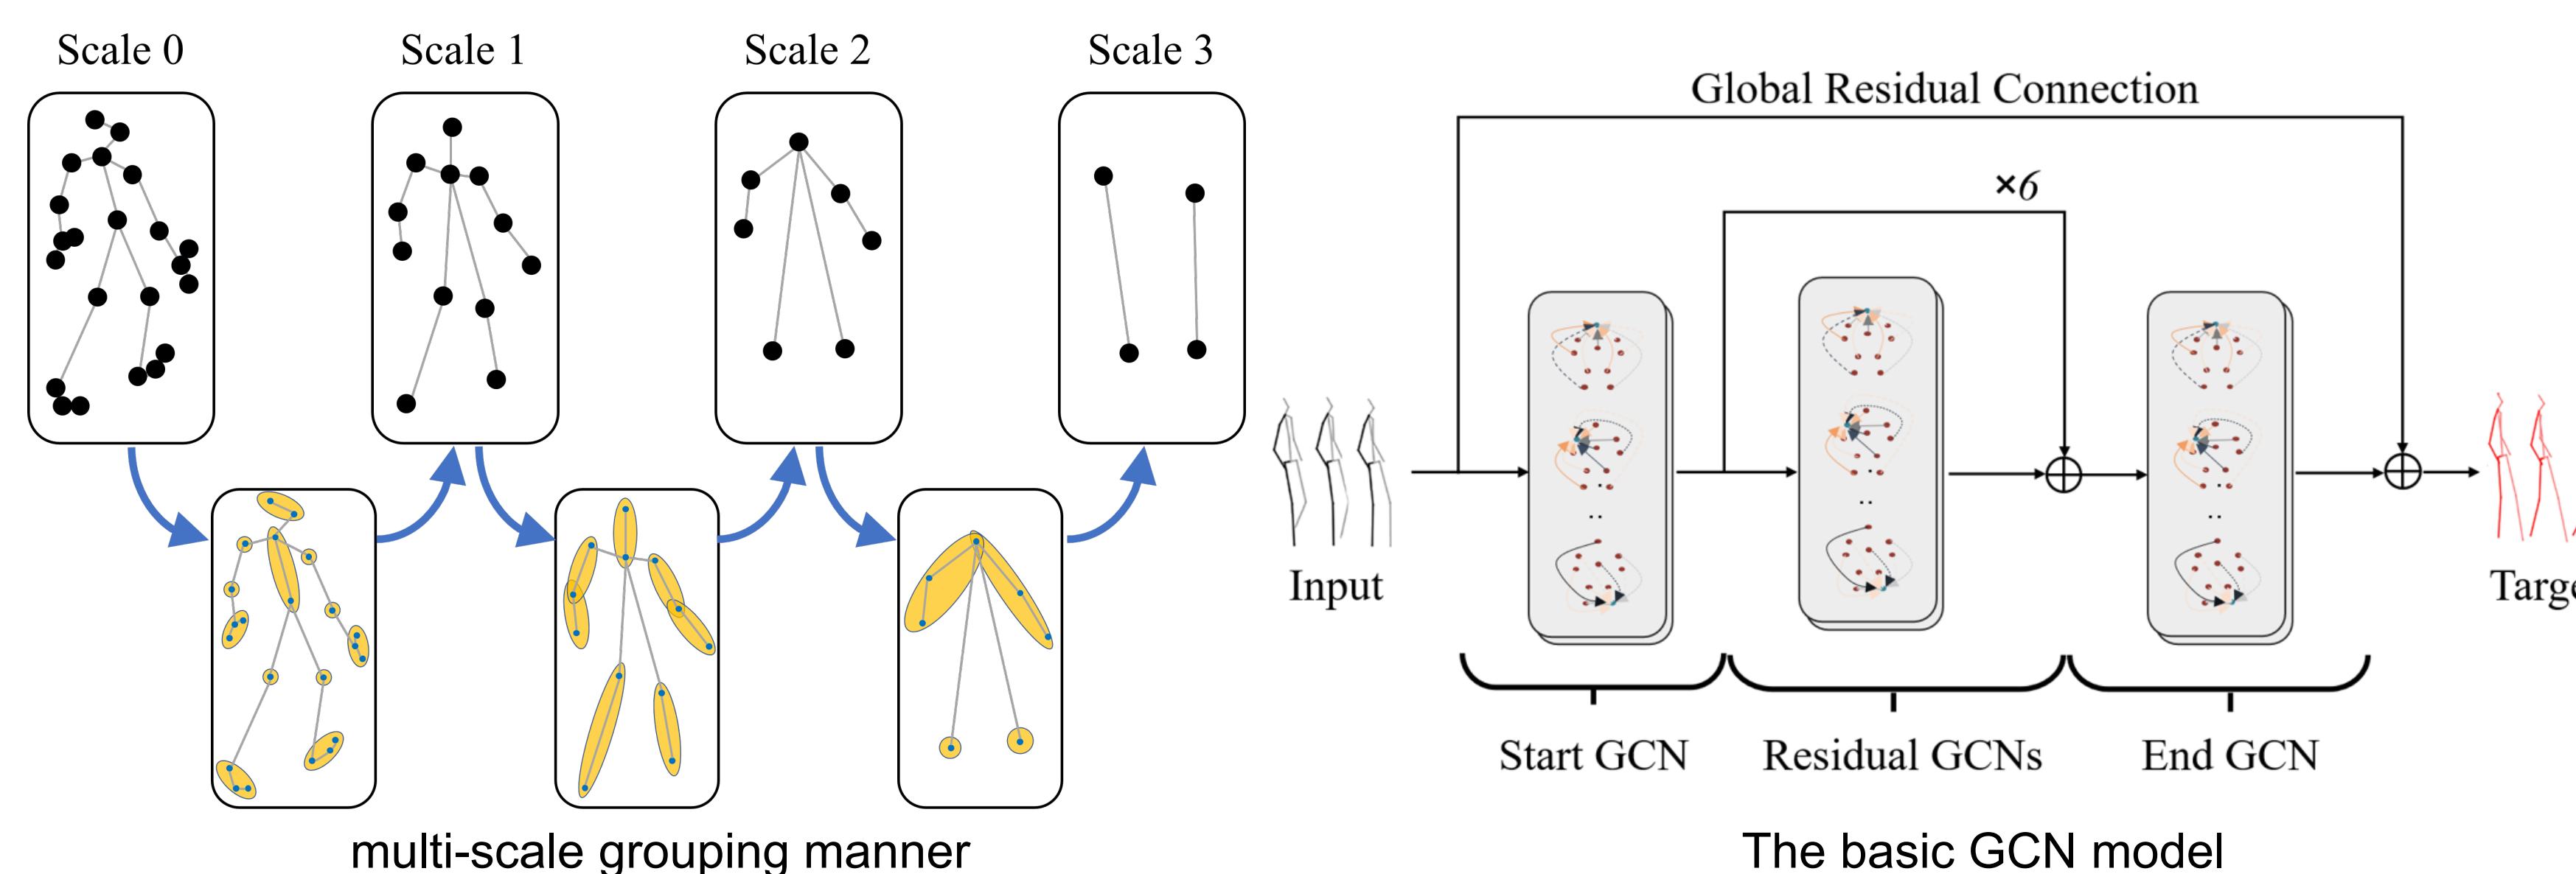 Scale 0
Scale 1
Scale 2
Scale 3
multi-scale grouping manner
Global Residual Connection
×6
Input
Start GCN
Residual GCNs
End GCN
The basic GCN model